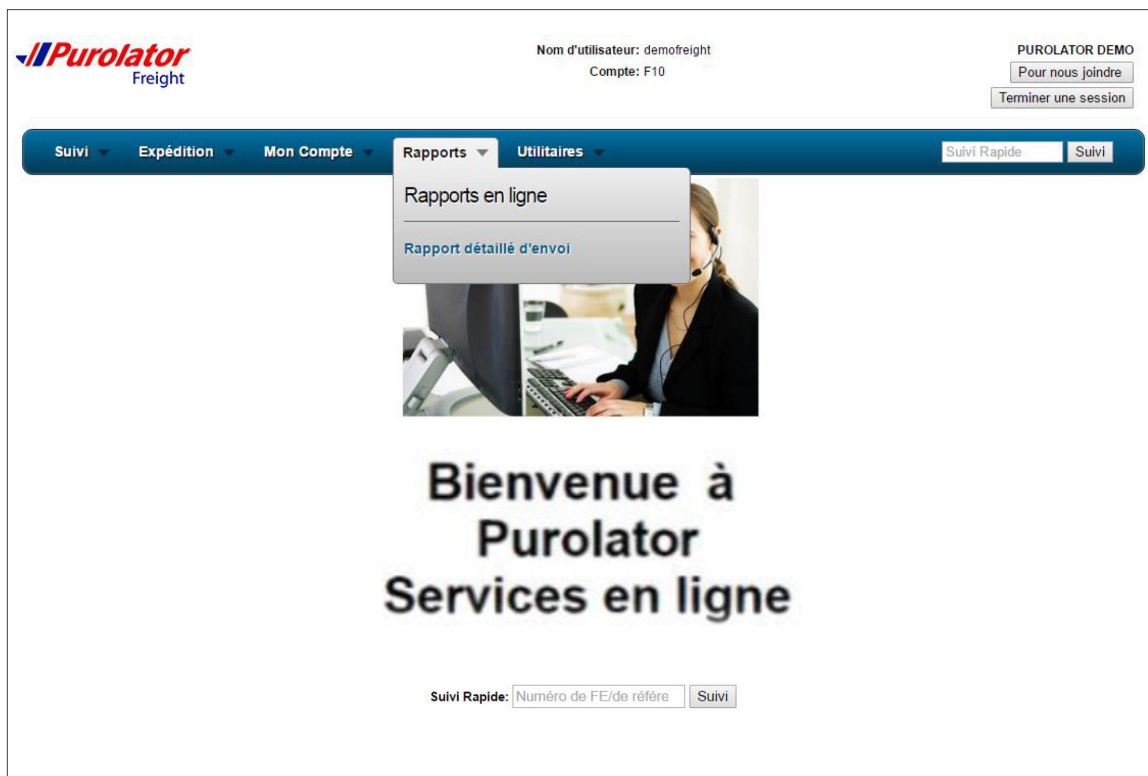 Purolator
Freight
Nom d'utilisateur: demofreight
Compte: F10
PUROLATOR DEMO
Pour nous joindre
Terminer une session
Suivi
Expédition
Mon Compte
Rapports
Utilitaires
Suivi Rapide
Suivi
Rapports en ligne
Rapport détaillé d'envoi
Bienvenue à
Purolator
Services en ligne
Suivi Rapide: Numéro de FE/de référe Suivi